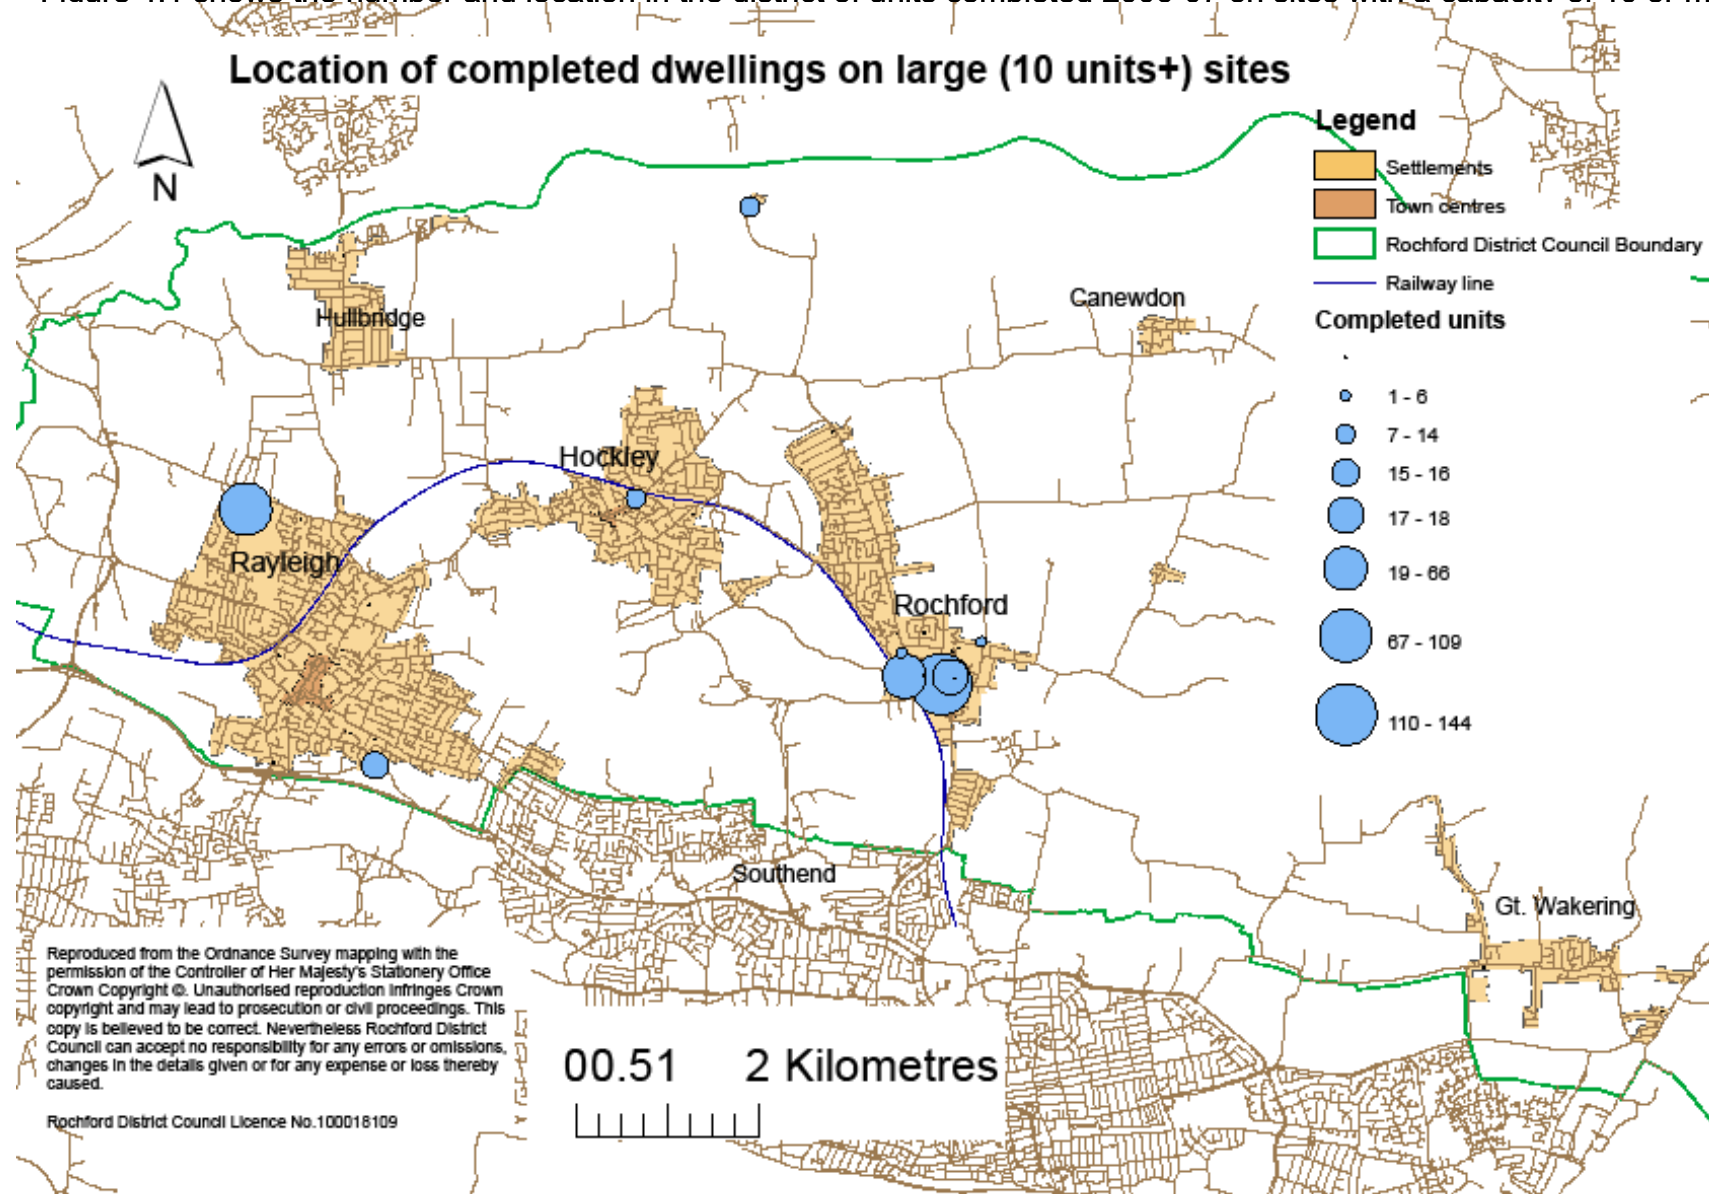 Location of completed dwellings on large (10 units+) sites
N
Legend
Settlements
Town centres
Rochford District Council Boundary
Railway line
Completed units
1 - 6
7 - 14
15 - 16
17 - 18
19 - 66
67 - 109
110 - 144
Canewdon
Hullbridge
Hockley
Rayleigh
Rochford
Southend
Gt. Wakering
Reproduced from the Ordnance Survey mapping with the
permission of the Controller of Her Majesty's Stationery Office
Crown Copyright ©. Unauthorised reproduction infringes Crown
copyright and may lead to prosecution or civil proceedings. This
copy is believed to be correct. Nevertheless Rochford District
Council can accept no responsibility for any errors or omissions,
changes in the details given or for any expense or loss thereby
caused.
Rochford District Council Licence No.100018109
00.51 2 Kilometres